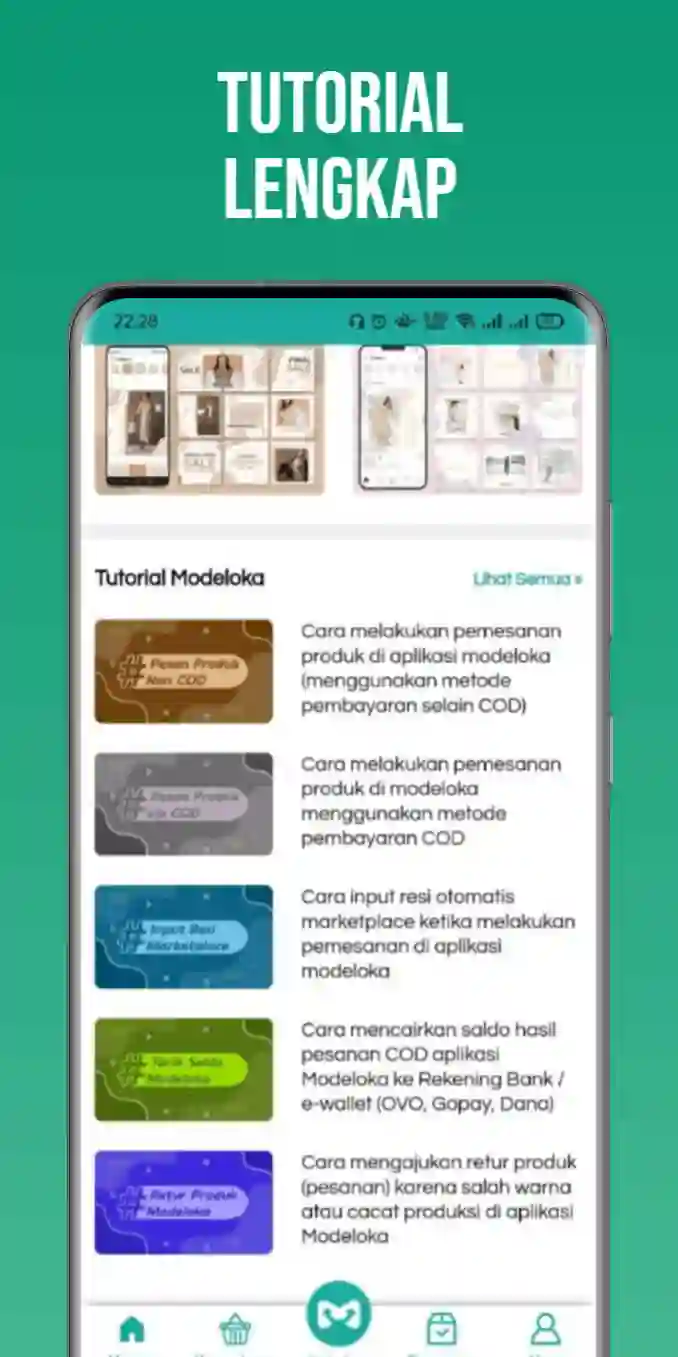 TUTORIAL
LENGKAP
22.28
SALE
Tutorial Modeloka
Lihat Semua »
# Pesan Produk
Non COD
Cara melakukan pemesanan
produk di aplikasi modeloka
(menggunakan metode
pembayaran selain COD)
# Pesan Produk
via COD
Cara melakukan pemesanan
produk di modeloka
menggunakan metode
pembayaran COD
# Input Resi
Marketplace
Cara input resi otomatis
marketplace ketika melakukan
pemesanan di aplikasi
modeloka
# Tarik Saldo
Modeloka
Cara mencairkan saldo hasil
pesanan COD aplikasi
Modeloka ke Rekening Bank /
e-wallet (OVO, Gopay, Dana)
# Retur Produk
Modeloka
Cara mengajukan retur produk
(pesanan) karena salah warna
atau cacat produksi di aplikasi
Modeloka